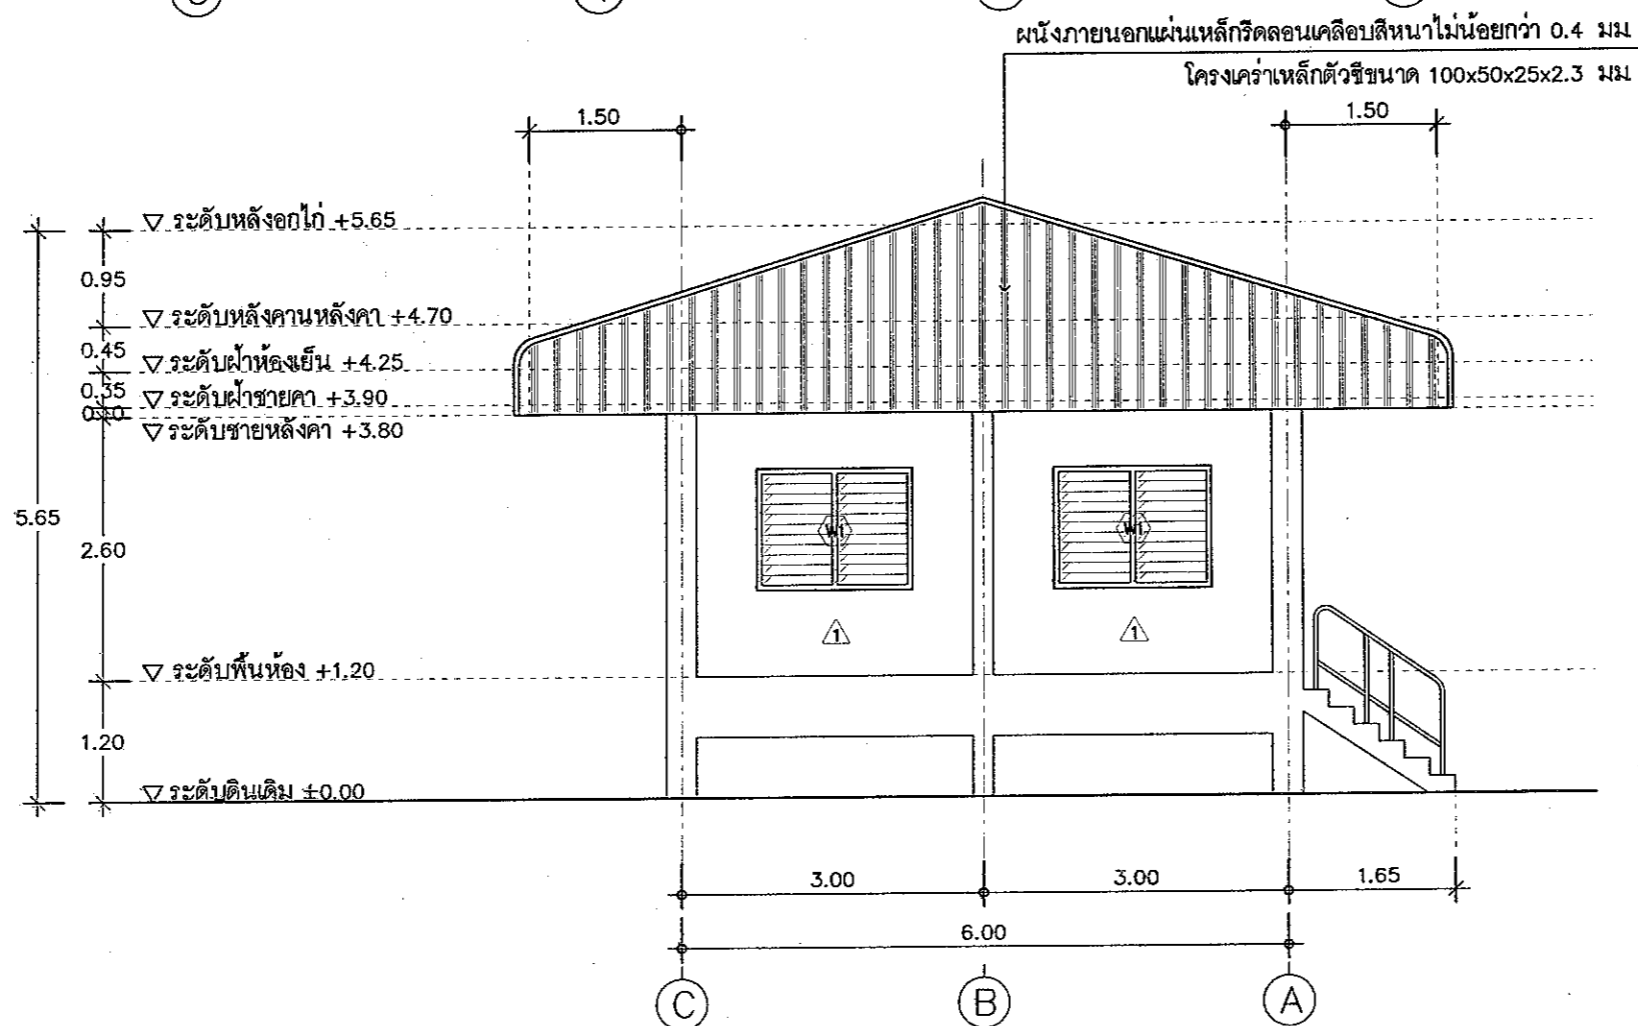 ผนังภายนอกแผ่นเหล็กรีดลอนเคลือบสีหนาไม่น้อยกว่า 0.4 มม.
โครงเคร่าเหล็กตัวซีขนาด 100x50x25x2.3 มม.
1.50
1.50
▽ ระดับหลังอกไก่ +5.65
0.95
▽ ระดับหลังคานหลังคา +4.70
0.45
▽ ระดับฝ้าห้องเย็น +4.25
0.35
▽ ระดับฝ้าชายคา +3.90
▽ ระดับชายหลังคา +3.80
5.65
2.60
W1
W1
1
1
▽ ระดับพื้นห้อง +1.20
1.20
▽ ระดับดินเดิม ±0.00
3.00
3.00
1.65
6.00
C
B
A